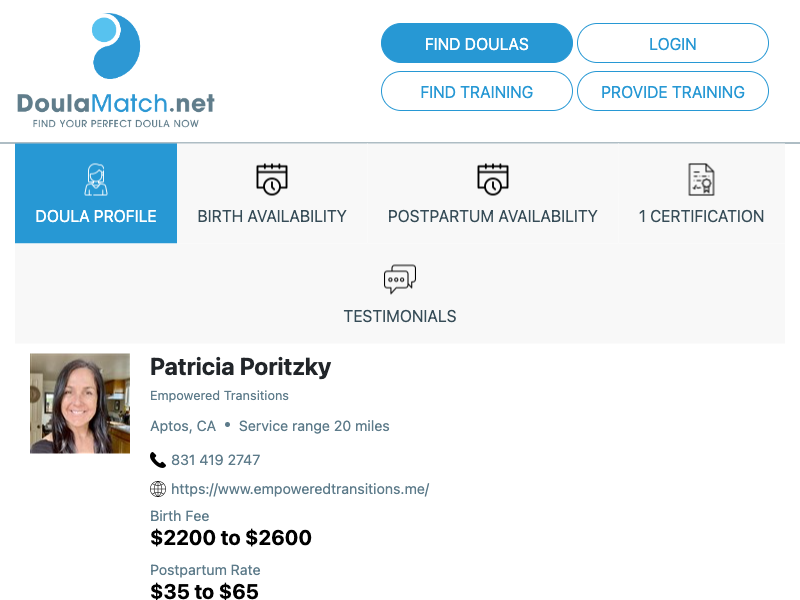 DoulaMatch.net
FIND YOUR PERFECT DOULA NOW
FIND DOULAS
LOGIN
FIND TRAINING
PROVIDE TRAINING
DOULA PROFILE
BIRTH AVAILABILITY
POSTPARTUM AVAILABILITY
1 CERTIFICATION
TESTIMONIALS
Patricia Poritzky
Empowered Transitions
Aptos, CA • Service range 20 miles
831 419 2747
https://www.empoweredtransitions.me/
Birth Fee
$2200 to $2600
Postpartum Rate
$35 to $65